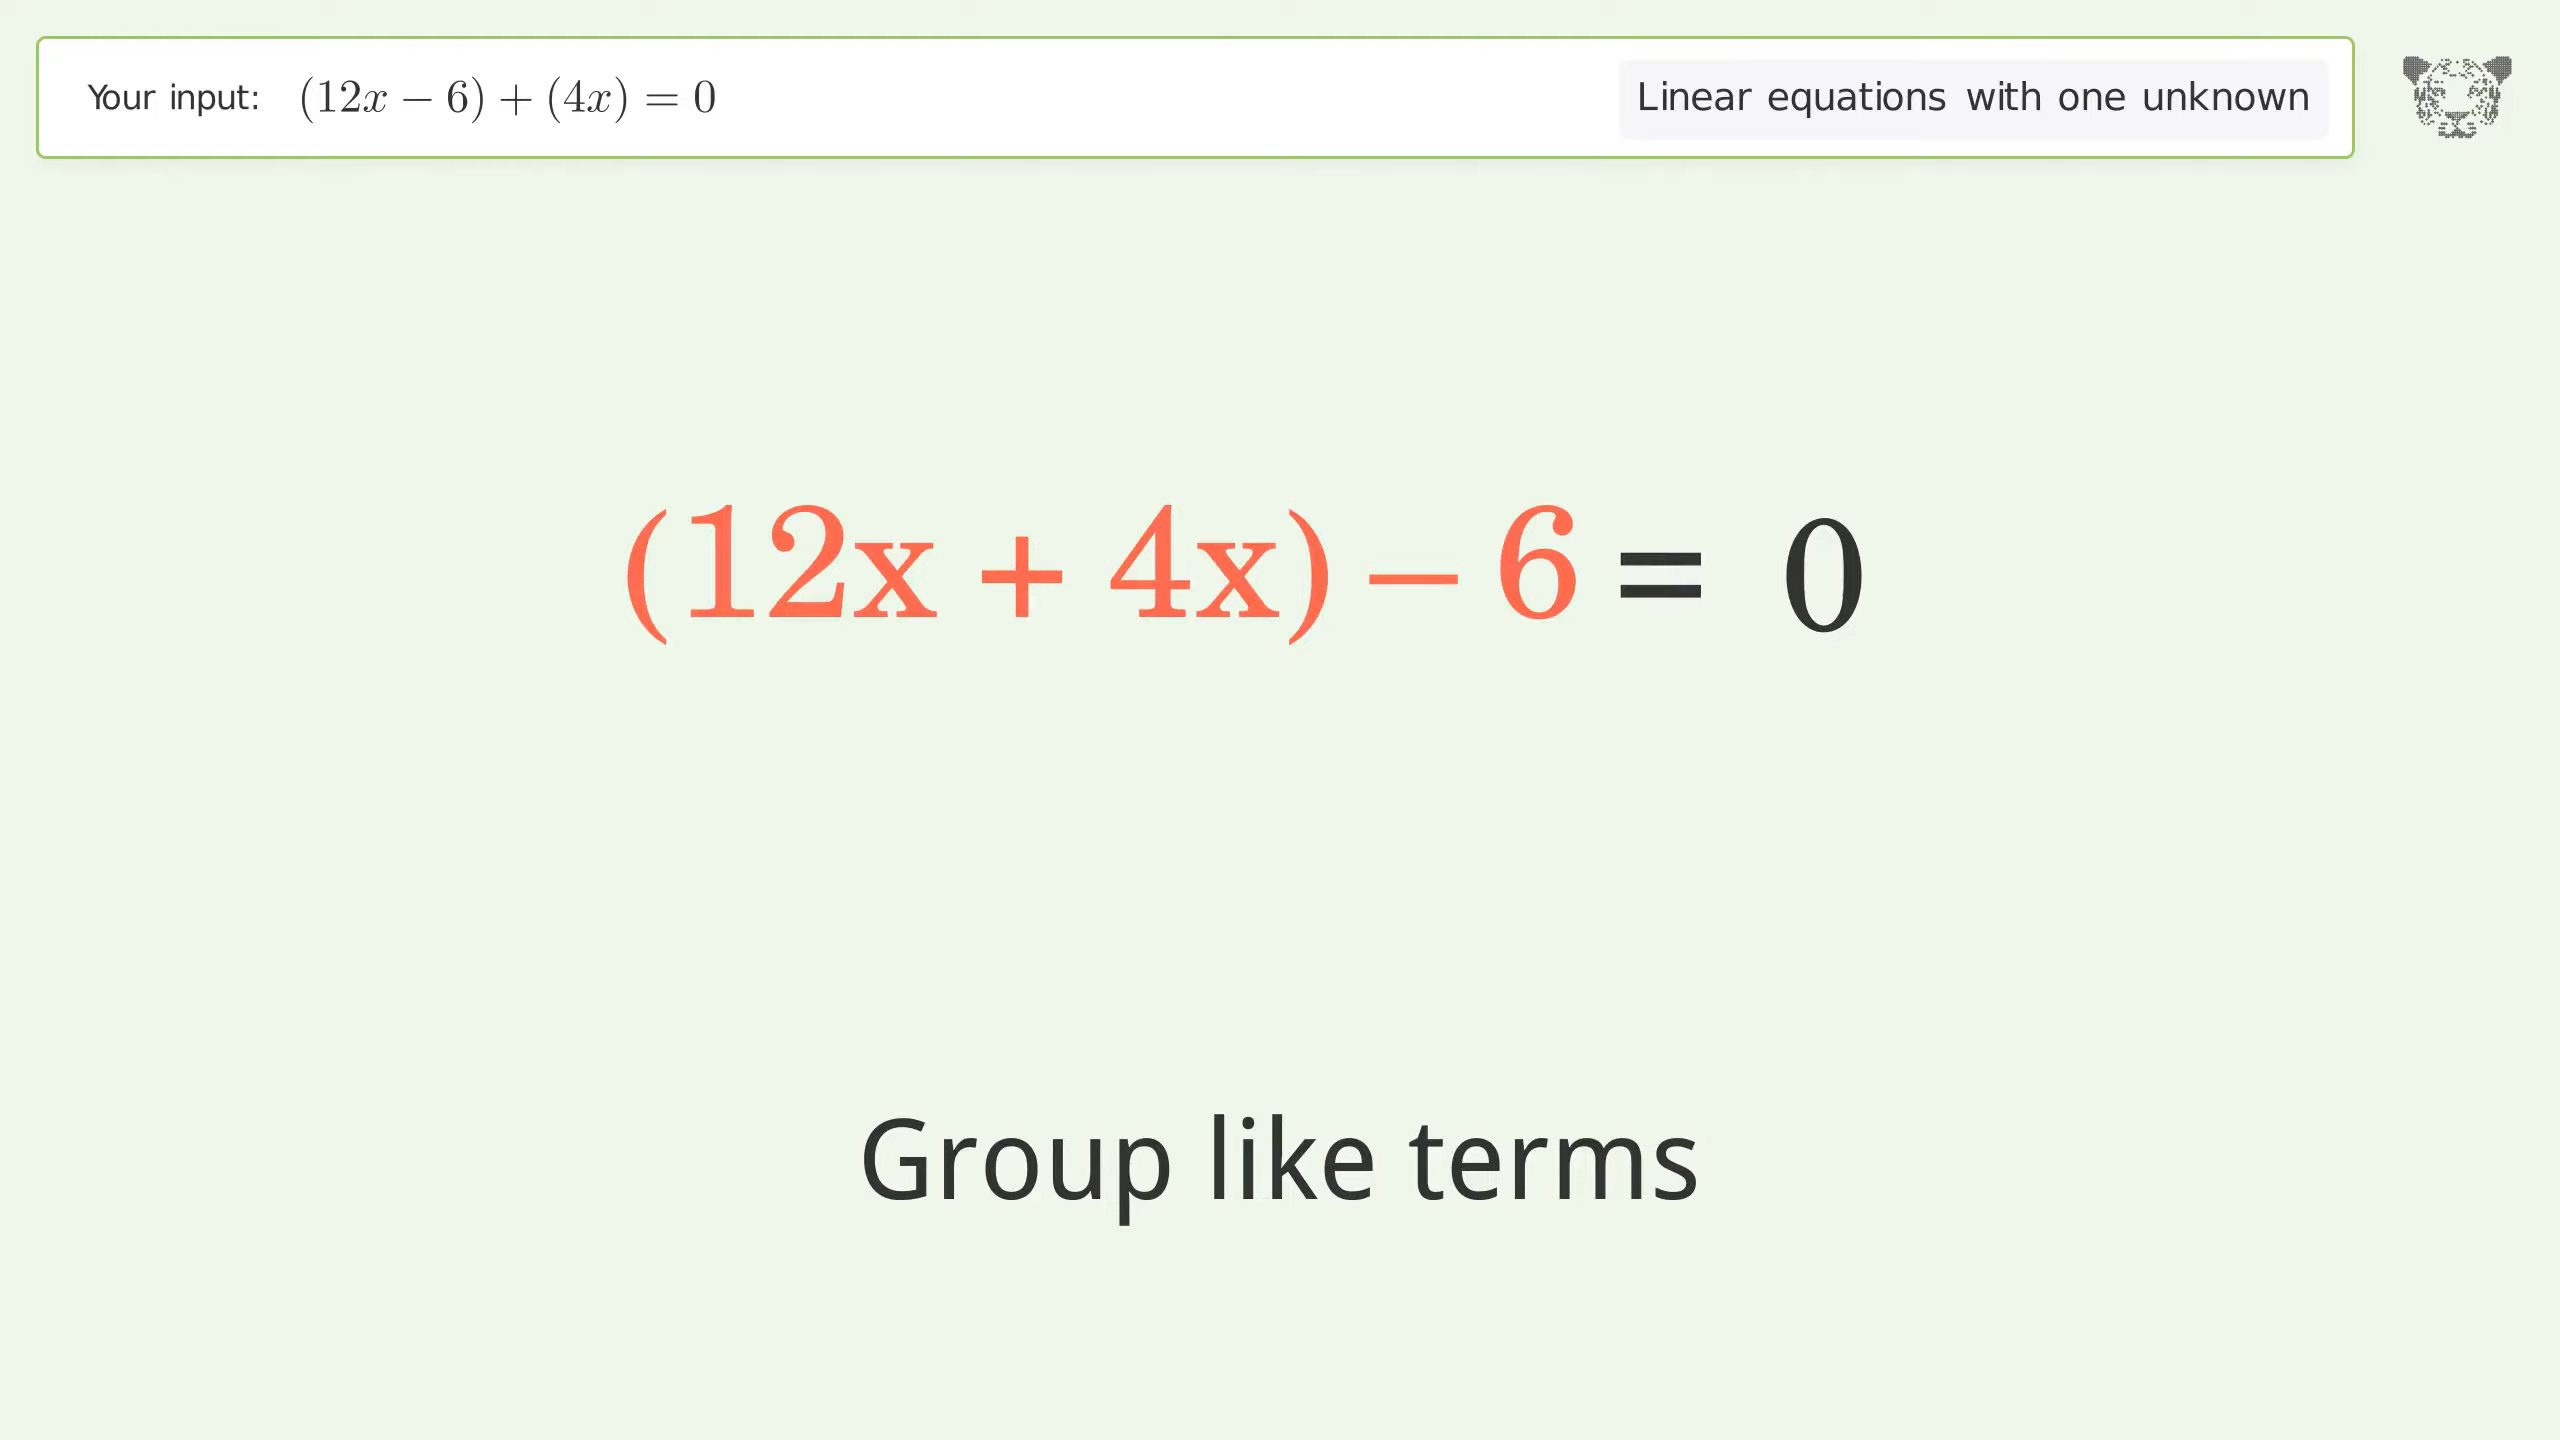 Your input: (12x − 6) + (4x) = 0
Linear equations with one unknown
(12x + 4x) − 6 = 0
Group like terms